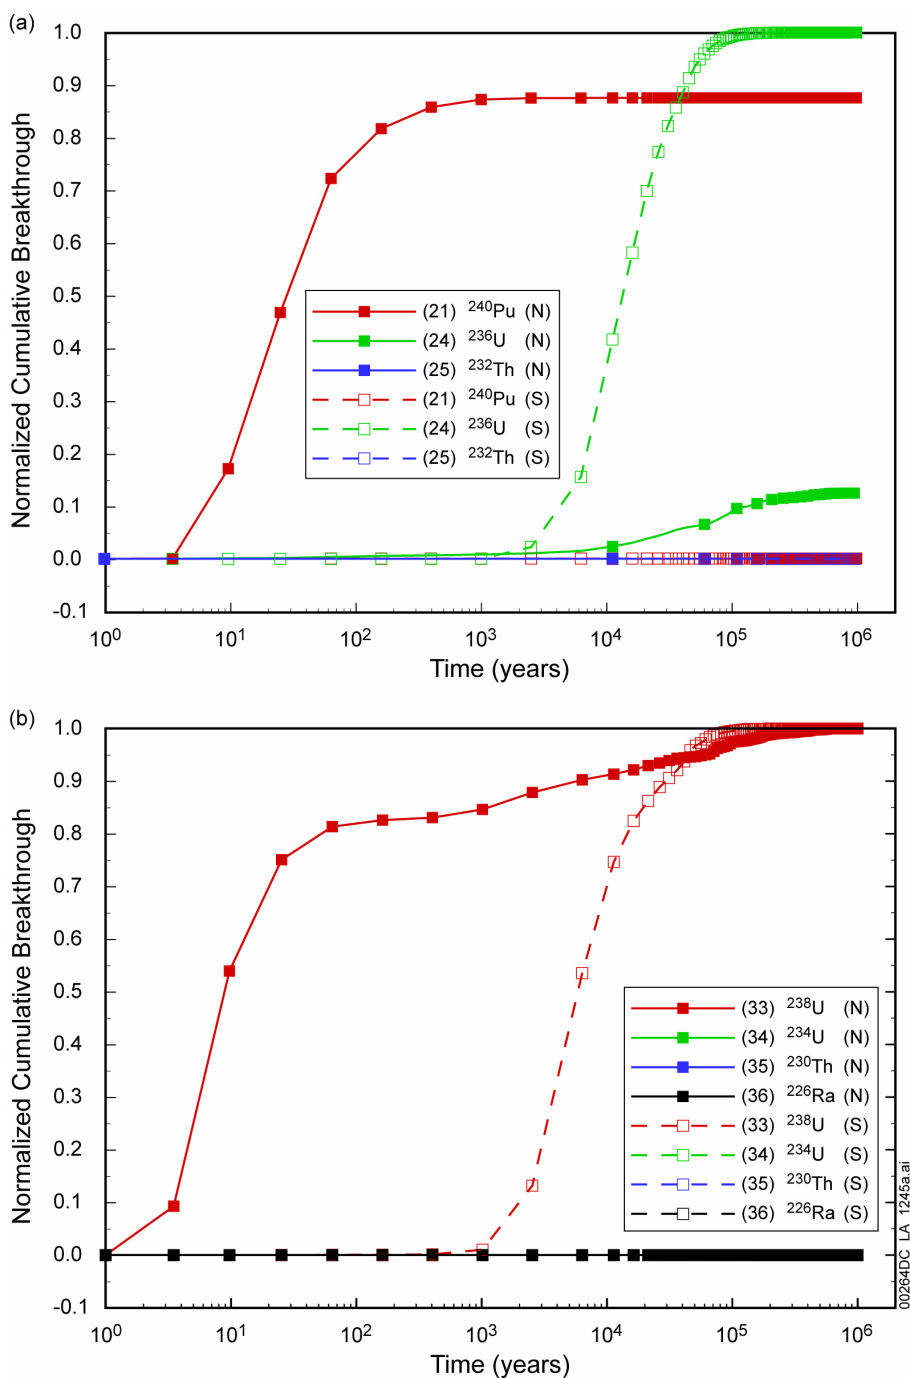 (a)
1.0
0.9
0.8
0.7
0.6
0.5
0.4
0.3
0.2
0.1
0.0
-0.1
Normalized Cumulative Breakthrough
(21) ²⁴⁰Pu (N)
(24) ²³⁶U (N)
(25) ²³²Th (N)
(21) ²⁴⁰Pu (S)
(24) ²³⁶U (S)
(25) ²³²Th (S)
10⁰ 10¹ 10² 10³ 10⁴ 10⁵ 10⁶
Time (years)
(b)
1.0
0.9
0.8
0.7
0.6
0.5
0.4
0.3
0.2
0.1
0.0
-0.1
Normalized Cumulative Breakthrough
(33) ²³⁸U (N)
(34) ²³⁴U (N)
(35) ²³⁰Th (N)
(36) ²²⁶Ra (N)
(33) ²³⁸U (S)
(34) ²³⁴U (S)
(35) ²³⁰Th (S)
(36) ²²⁶Ra (S)
10⁰ 10¹ 10² 10³ 10⁴ 10⁵ 10⁶
Time (years)
00264DC_LA_1245a.ai